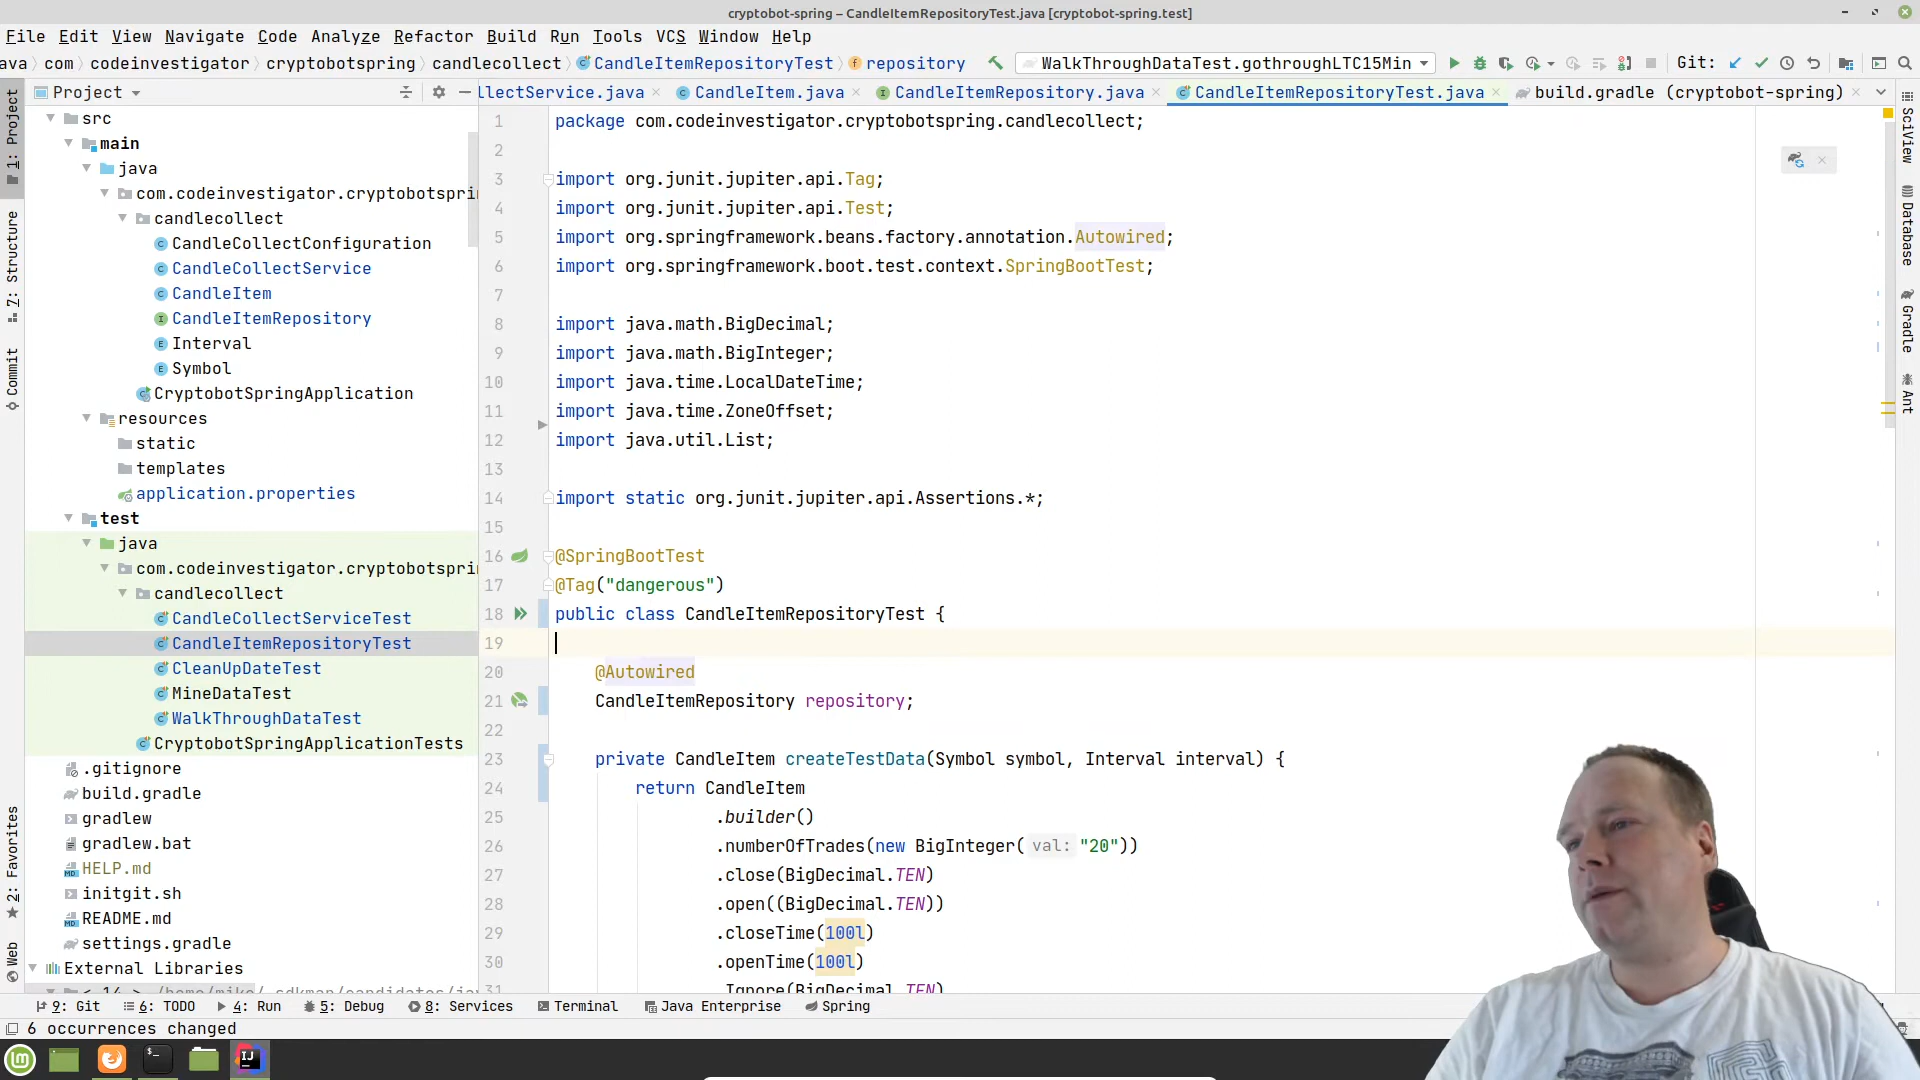 cryptobot-spring – CandleItemRepositoryTest.java [cryptobot-spring.test]
File Edit View Navigate Code Analyze Refactor Build Run Tools VCS Window Help
ava com codeinvestigator cryptobotspring candlecollect CandleItemRepositoryTest repository WalkThroughDataTest.gothroughLTC15Min Git:
Project
llectService.java CandleItem.java CandleItemRepository.java CandleItemRepositoryTest.java build.gradle (cryptobot-spring)
1: Project
7: Structure
Commit
2: Favorites
Web
src
main
java
com.codeinvestigator.cryptobotspri
candlecollect
CandleCollectConfiguration
CandleCollectService
CandleItem
CandleItemRepository
Interval
Symbol
CryptobotSpringApplication
resources
static
templates
application.properties
test
java
com.codeinvestigator.cryptobotspri
candlecollect
CandleCollectServiceTest
CandleItemRepositoryTest
CleanUpDateTest
MineDataTest
WalkThroughDataTest
CryptobotSpringApplicationTests
.gitignore
build.gradle
gradlew
gradlew.bat
HELP.md
initgit.sh
README.md
settings.gradle
External Libraries
1 package com.codeinvestigator.cryptobotspring.candlecollect;
2
3 import org.junit.jupiter.api.Tag;
4 import org.junit.jupiter.api.Test;
5 import org.springframework.beans.factory.annotation.Autowired;
6 import org.springframework.boot.test.context.SpringBootTest;
7
8 import java.math.BigDecimal;
9 import java.math.BigInteger;
10 import java.time.LocalDateTime;
11 import java.time.ZoneOffset;
12 import java.util.List;
13
14 import static org.junit.jupiter.api.Assertions.*;
15
16 @SpringBootTest
17 @Tag("dangerous")
18 public class CandleItemRepositoryTest {
19
20 @Autowired
21 CandleItemRepository repository;
22
23 private CandleItem createTestData(Symbol symbol, Interval interval) {
24 return CandleItem
25 .builder()
26 .numberOfTrades(new BigInteger( val: "20"))
27 .close(BigDecimal.TEN)
28 .open((BigDecimal.TEN))
29 .closeTime(100l)
30 .openTime(100l)
31 .Ignore(BigDecimal.TEN)
SciView
Database
Gradle
Ant
9: Git 6: TODO 4: Run 5: Debug 8: Services Terminal Java Enterprise Spring
6 occurrences changed